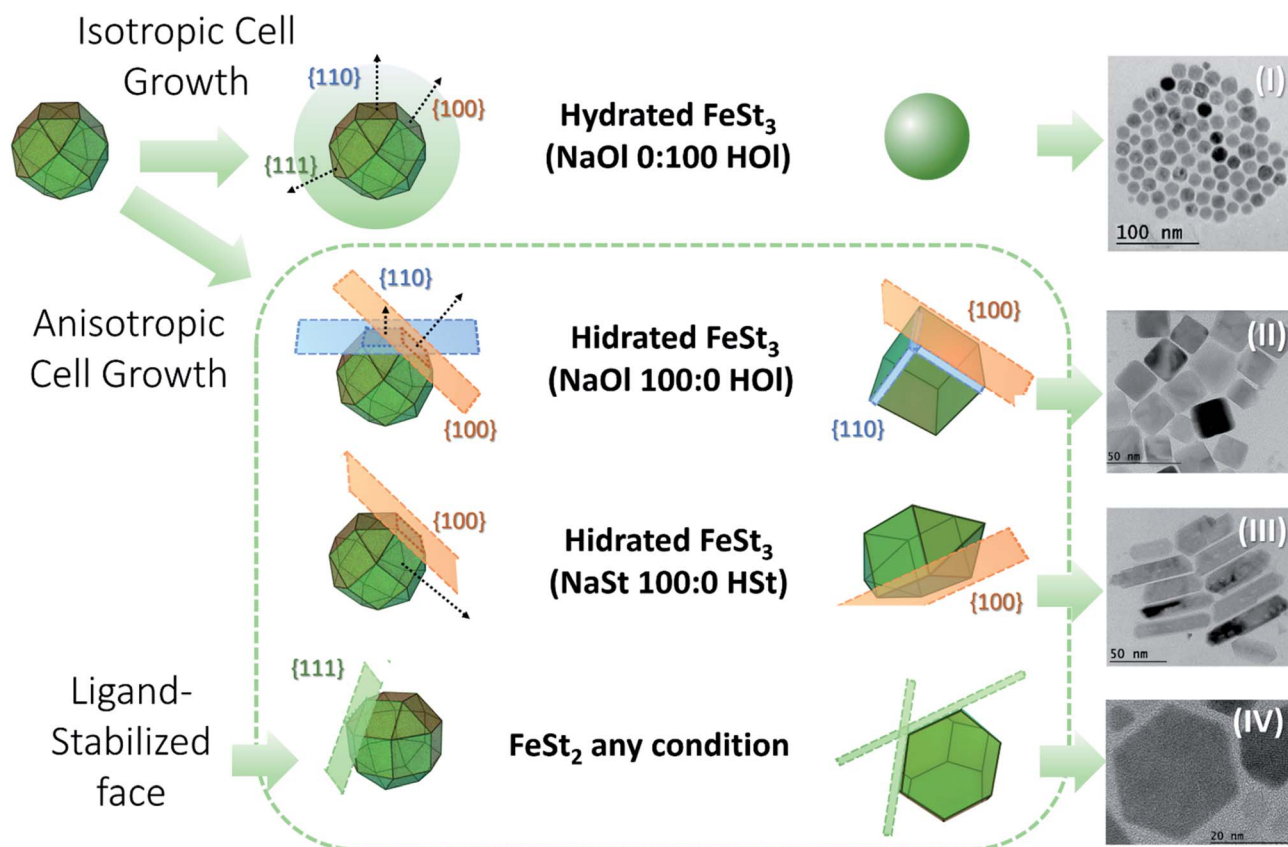 Isotropic Cell
Growth
{110}
{100}
{111}
Hydrated FeSt₃
(NaOl 0:100 HOl)
(I)
100 nm
Anisotropic
Cell Growth
{110}
{100}
Hidrated FeSt₃
(NaOl 100:0 HOl)
{100}
{110}
(II)
50 nm
{100}
Hidrated FeSt₃
(NaSt 100:0 HSt)
{100}
(III)
50 nm
Ligand-
Stabilized
face
{111}
FeSt₂ any condition
(IV)
20 nm